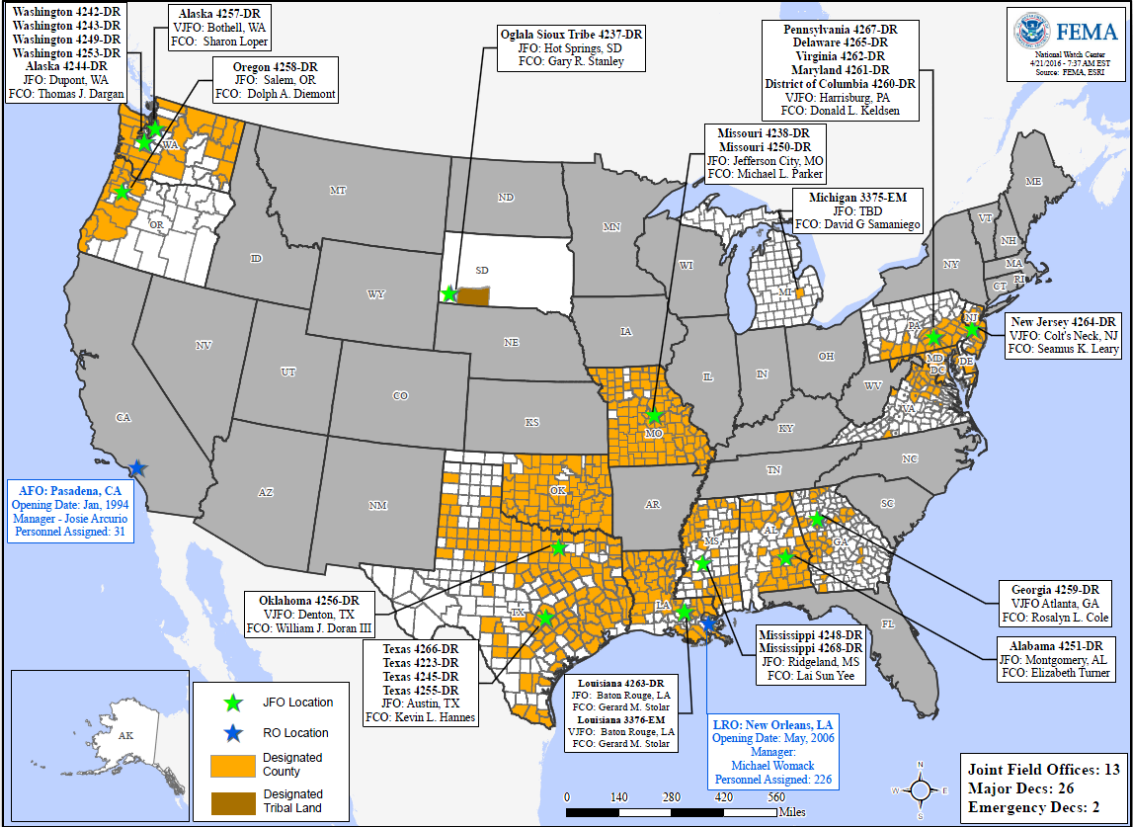 Washington 4242-DR
Washington 4243-DR
Washington 4249-DR
Washington 4253-DR
Alaska 4244-DR
JFO: Dupont, WA
FCO: Thomas J. Dargan
Alaska 4257-DR
VJFO: Bothell, WA
FCO: Sharon Loper
Oregon 4258-DR
JFO: Salem, OR
FCO: Dolph A. Diemont
Oglala Sioux Tribe 4237-DR
JFO: Hot Springs, SD
FCO: Gary R. Stanley
Pennsylvania 4267-DR
Delaware 4265-DR
Virginia 4262-DR
Maryland 4261-DR
District of Columbia 4260-DR
VJFO: Harrisburg, PA
FCO: Donald L. Keldsen
FEMA
National Watch Center
4/21/2016 - 7:37 AM EST
Source: FEMA, ESRI
Missouri 4238-DR
Missouri 4250-DR
JFO: Jefferson City, MO
FCO: Michael L. Parker
Michigan 3375-EM
JFO: TBD
FCO: David G Samaniego
New Jersey 4264-DR
VJFO: Colt's Neck, NJ
FCO: Seamus K. Leary
WA
OR
MT
ID
WY
ND
SD
NE
MN
WI
IA
MI
ME
VT
NH
MA
CT
RI
NY
PA
NJ
MD
DE
DC
NV
UT
CO
CA
AZ
NM
KS
MO
IL
IN
OH
WV
VA
KY
TN
NC
SC
OK
AR
MS
AL
GA
TX
LA
FL
AFO: Pasadena, CA
Opening Date: Jan, 1994
Manager - Josie Arcurio
Personnel Assigned: 31
Oklahoma 4256-DR
VJFO: Denton, TX
FCO: William J. Doran III
Texas 4266-DR
Texas 4223-DR
Texas 4245-DR
Texas 4255-DR
JFO: Austin, TX
FCO: Kevin L. Hannes
Louisiana 4263-DR
JFO: Baton Rouge, LA
FCO: Gerard M. Stolar
Louisiana 3376-EM
VJFO: Baton Rouge, LA
FCO: Gerard M. Stolar
LRO: New Orleans, LA
Opening Date: May, 2006
Manager:
Michael Womack
Personnel Assigned: 226
Mississippi 4248-DR
Mississippi 4268-DR
JFO: Ridgeland, MS
FCO: Lai Sun Yee
Georgia 4259-DR
VJFO Atlanta, GA
FCO: Rosalyn L. Cole
Alabama 4251-DR
JFO: Montgomery, AL
FCO: Elizabeth Turner
AK
JFO Location
RO Location
Designated
County
Designated
Tribal Land
0 140 280 420 560
Miles
N
W E
S
Joint Field Offices: 13
Major Decs: 26
Emergency Decs: 2